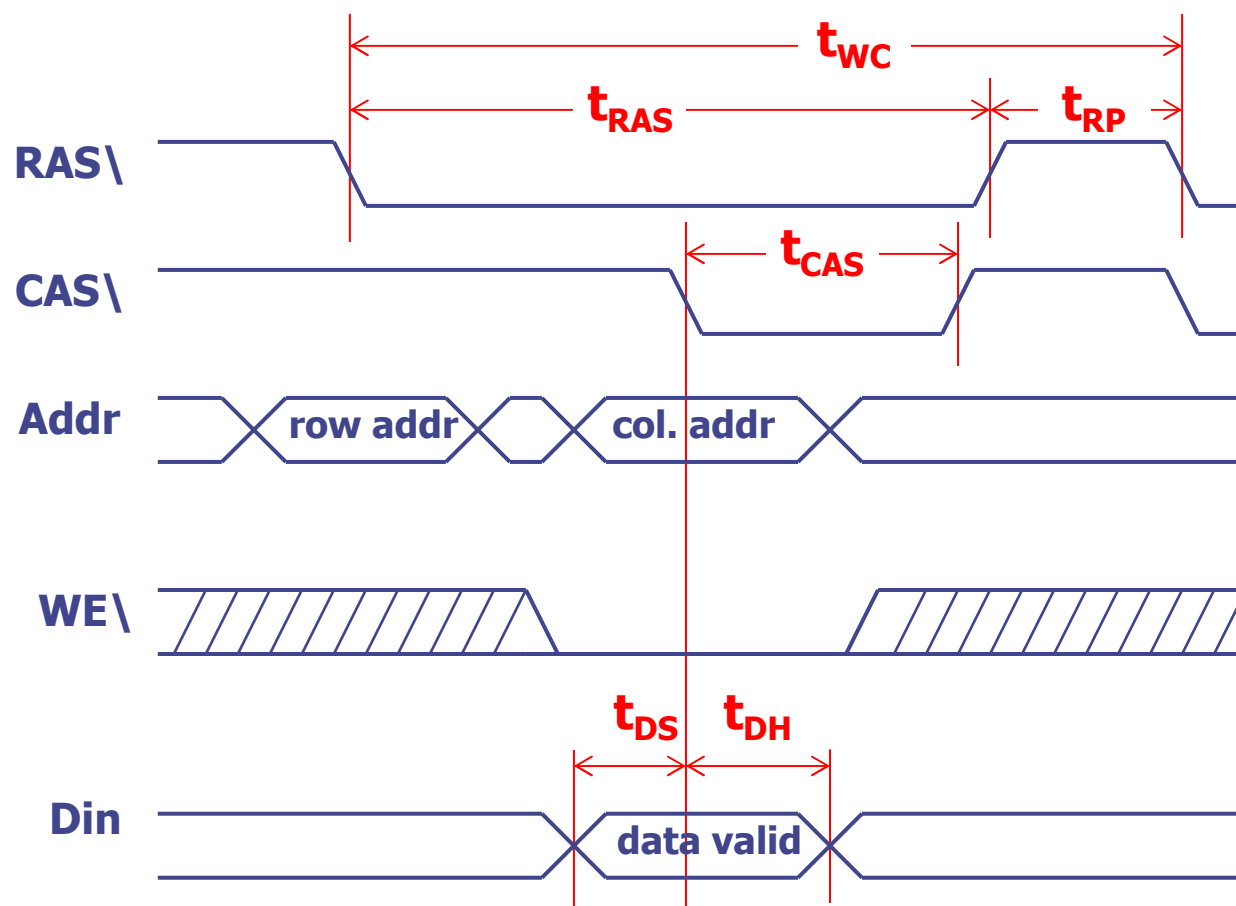 tWC
tRAS
tRP
RAS\
tCAS
CAS\
Addr
row addr
col. addr
WE\
tDS
tDH
Din
data valid